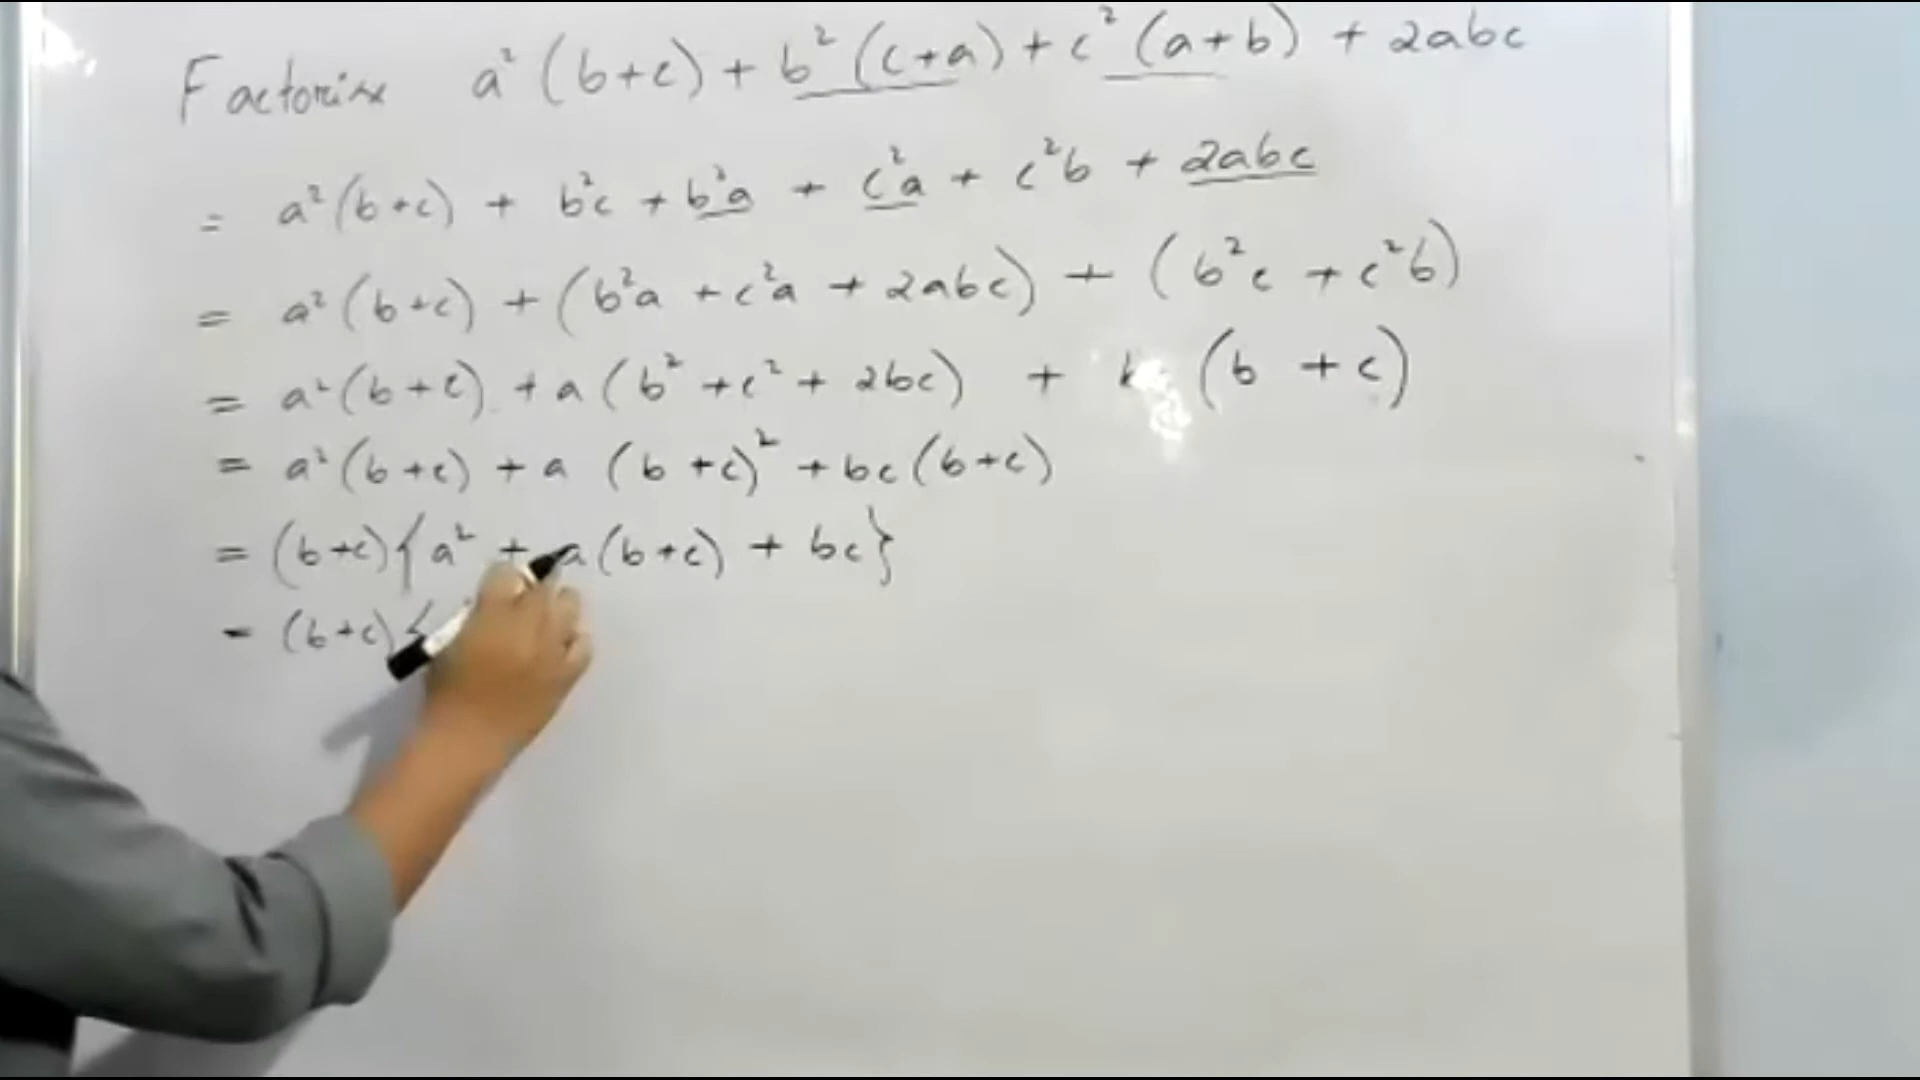 Factorise a²(b+c) + b²(c+a) + c²(a+b) + 2abc
= a²(b+c) + b²c + b²a + c²a + c²b + 2abc
= a²(b+c) + (b²a + c²a + 2abc) + (b²c + c²b)
= a²(b+c) + a(b² + c² + 2bc) + (b + c)
= a²(b+c) + a (b+c)² + bc(b+c)
= (b+c){a² + a(b+c) + bc}
= (b+c){